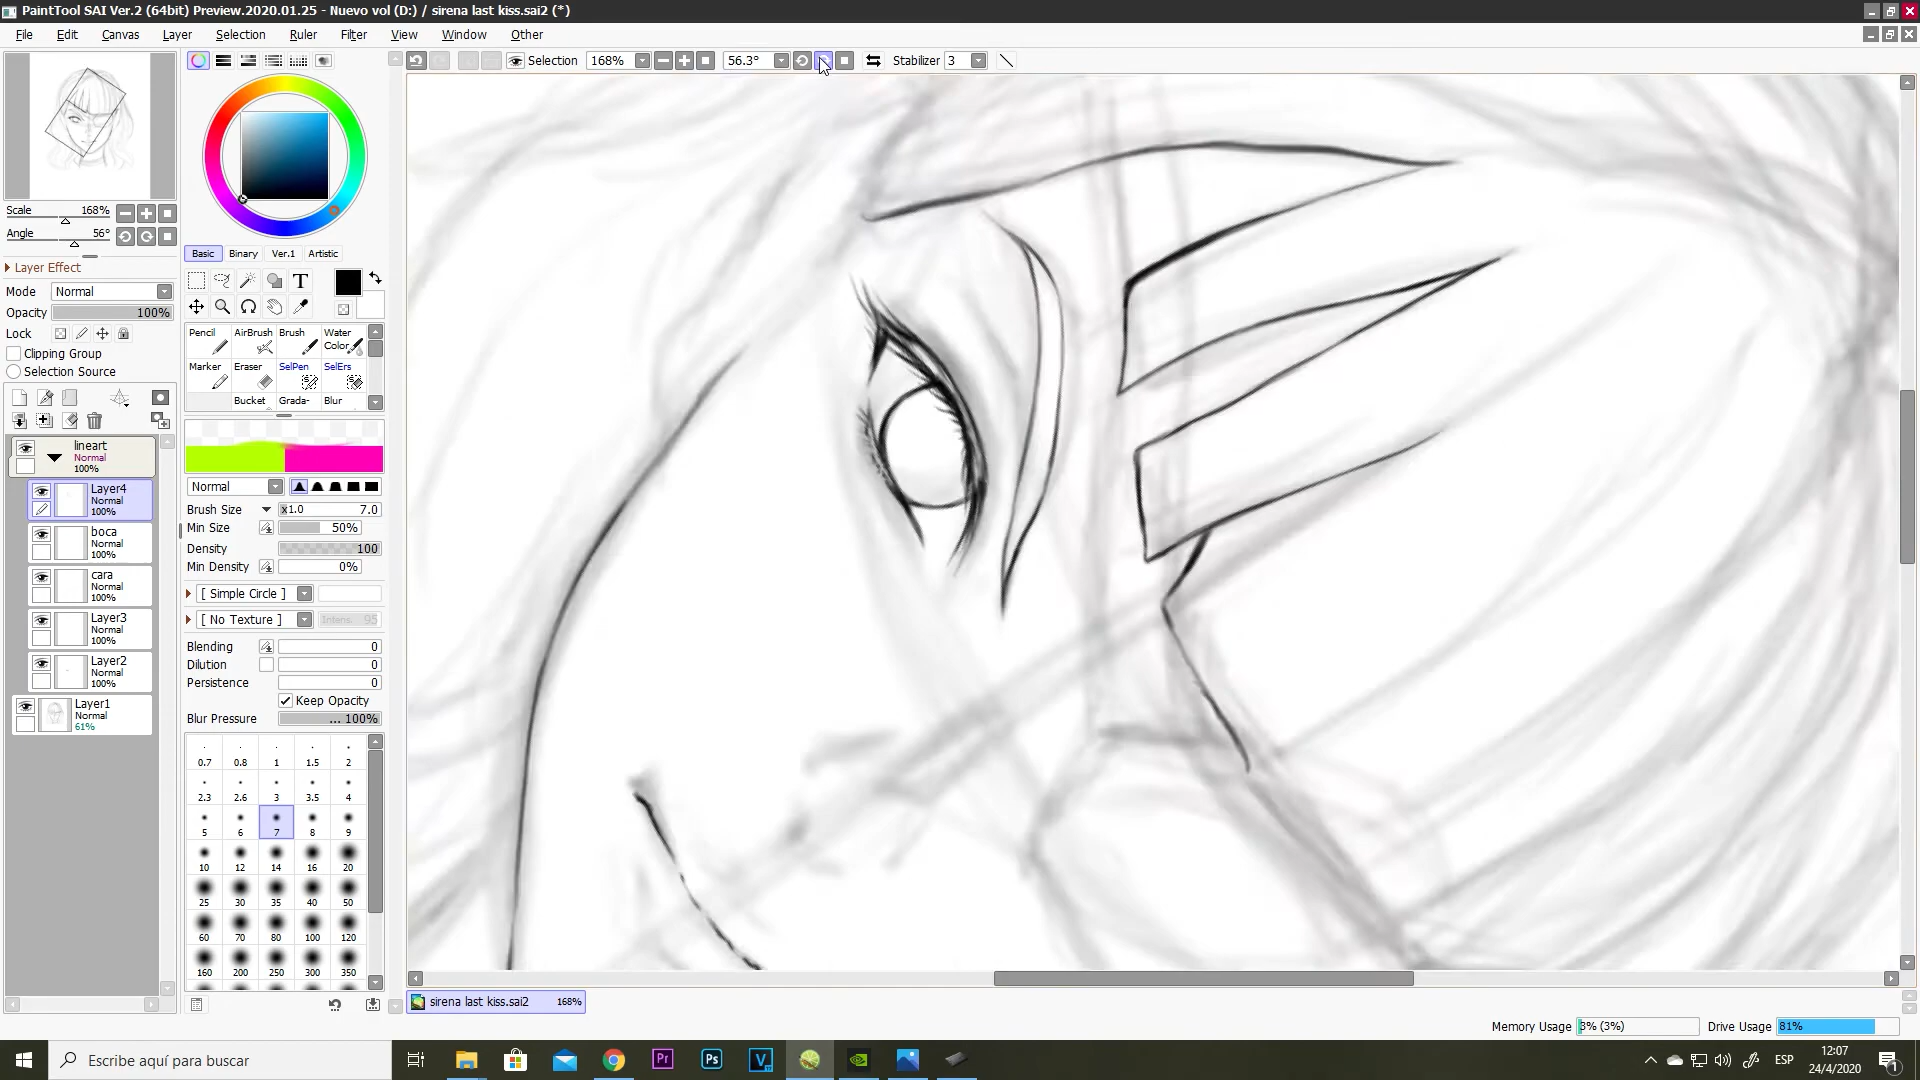 PaintTool SAI Ver.2 (64bit) Preview.2020.01.25 - Nuevo vol (D:) / sirena last kiss.sai2 (*)
File Edit Canvas Layer Selection Ruler Filter View Window Other
Selection 168% 56.3° Stabilizer 3
Scale 168%
Angle 56°
Layer Effect
Mode Normal
Opacity 100%
Lock
Clipping Group
Selection Source
lineart
Normal
100%
Layer4
Normal
100%
boca
Normal
100%
cara
Normal
100%
Layer3
Normal
100%
Layer2
Normal
100%
Layer1
Normal
61%
Basic Binary Ver.1 Artistic
T
Pencil AirBrush Brush Water Color
Marker Eraser SelPen SelErs
Bucket Grada- Blur
Normal
Brush Size x1.0 7.0
Min Size 50%
Density 100
Min Density 0%
[ Simple Circle ]
[ No Texture ] Intens. 95
Blending 0
Dilution 0
Persistence 0
Keep Opacity
Blur Pressure ... 100%
0.7 0.8 1 1.5 2
2.3 2.6 3 3.5 4
5 6 7 8 9
10 12 14 16 20
25 30 35 40 50
60 70 80 100 120
160 200 250 300 350
sirena last kiss.sai2 168%
Memory Usage 3% (3%) Drive Usage 81%
Escribe aquí para buscar
Pr Ps V
ESP
12:07
24/4/2020
1